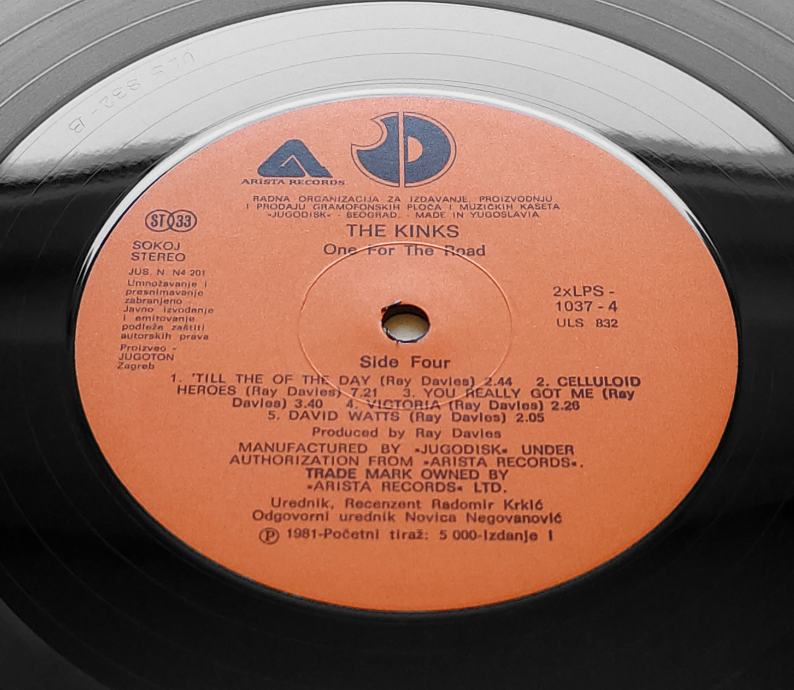 ULS 832 - B
ARISTA RECORDS
RADNA ORGANIZACIJA ZA IZDAVANJE, PROIZVODNJU
I PRODAJU GRAMOFONSKIH PLOČA I MUZIČKIH KASETA
»JUGODISK« - BEOGRAD. - MADE IN YUGOSLAVIA
THE KINKS
One For The Road
ST 33
SOKOJ
STEREO
JUS. N. N4 201
Umnožavanje i
presnimavanje
zabranjeno -
Javno izvođenje
i emitovanje
podleže zaštiti
autorskih prava
Proizveo -
JUGOTON
Zagreb
2xLPS -
1037 - 4
ULS 832
Side Four
1. 'TILL THE OF THE DAY (Ray Davies) 2.44 2. CELLULOID
HEROES (Ray Davies) 7.21 3. YOU REALLY GOT ME (Ray
Davies) 3.40 4. VICTORIA (Ray Davies) 2.26
5. DAVID WATTS (Ray Davies) 2.05
Produced by Ray Davies
MANUFACTURED BY »JUGODISK« UNDER
AUTHORIZATION FROM »ARISTA RECORDS«.
TRADE MARK OWNED BY
»ARISTA RECORDS« LTD.
Urednik, Recenzent Radomir Krkić
Odgovorni urednik Novica Negovanović
Ⓟ 1981-Početni tiraž: 5 000-Izdanje I